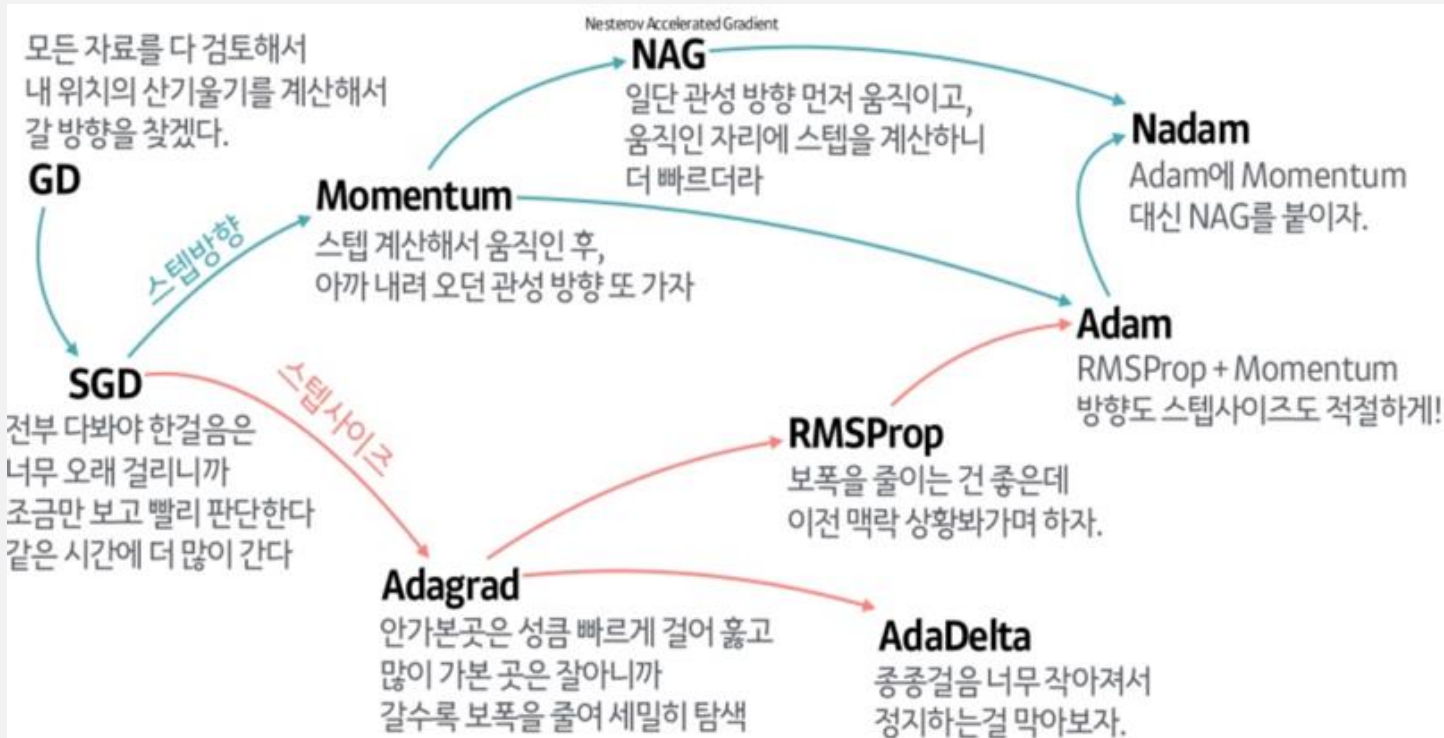 모든 자료를 다 검토해서
내 위치의 산기울기를 계산해서
갈 방향을 찾겠다.
GD
스텝방향
SGD
전부 다봐야 한걸음은
너무 오래 걸리니까
조금만 보고 빨리 판단한다
같은 시간에 더 많이 간다
Momentum
스텝 계산해서 움직인 후,
아까 내려 오던 관성 방향 또 가자
Nesterov Accelerated Gradient
NAG
일단 관성 방향 먼저 움직이고,
움직인 자리에 스텝을 계산하니
더 빠르더라
Nadam
Adam에 Momentum
대신 NAG를 붙이자.
Adam
RMSProp + Momentum
방향도 스텝사이즈도 적절하게!
스텝사이즈
RMSProp
보폭을 줄이는 건 좋은데
이전 맥락 상황봐가며 하자.
Adagrad
안가본곳은 성큼 빠르게 걸어 훑고
많이 가본 곳은 잘아니까
갈수록 보폭을 줄여 세밀히 탐색
AdaDelta
종종걸음 너무 작아져서
정지하는걸 막아보자.